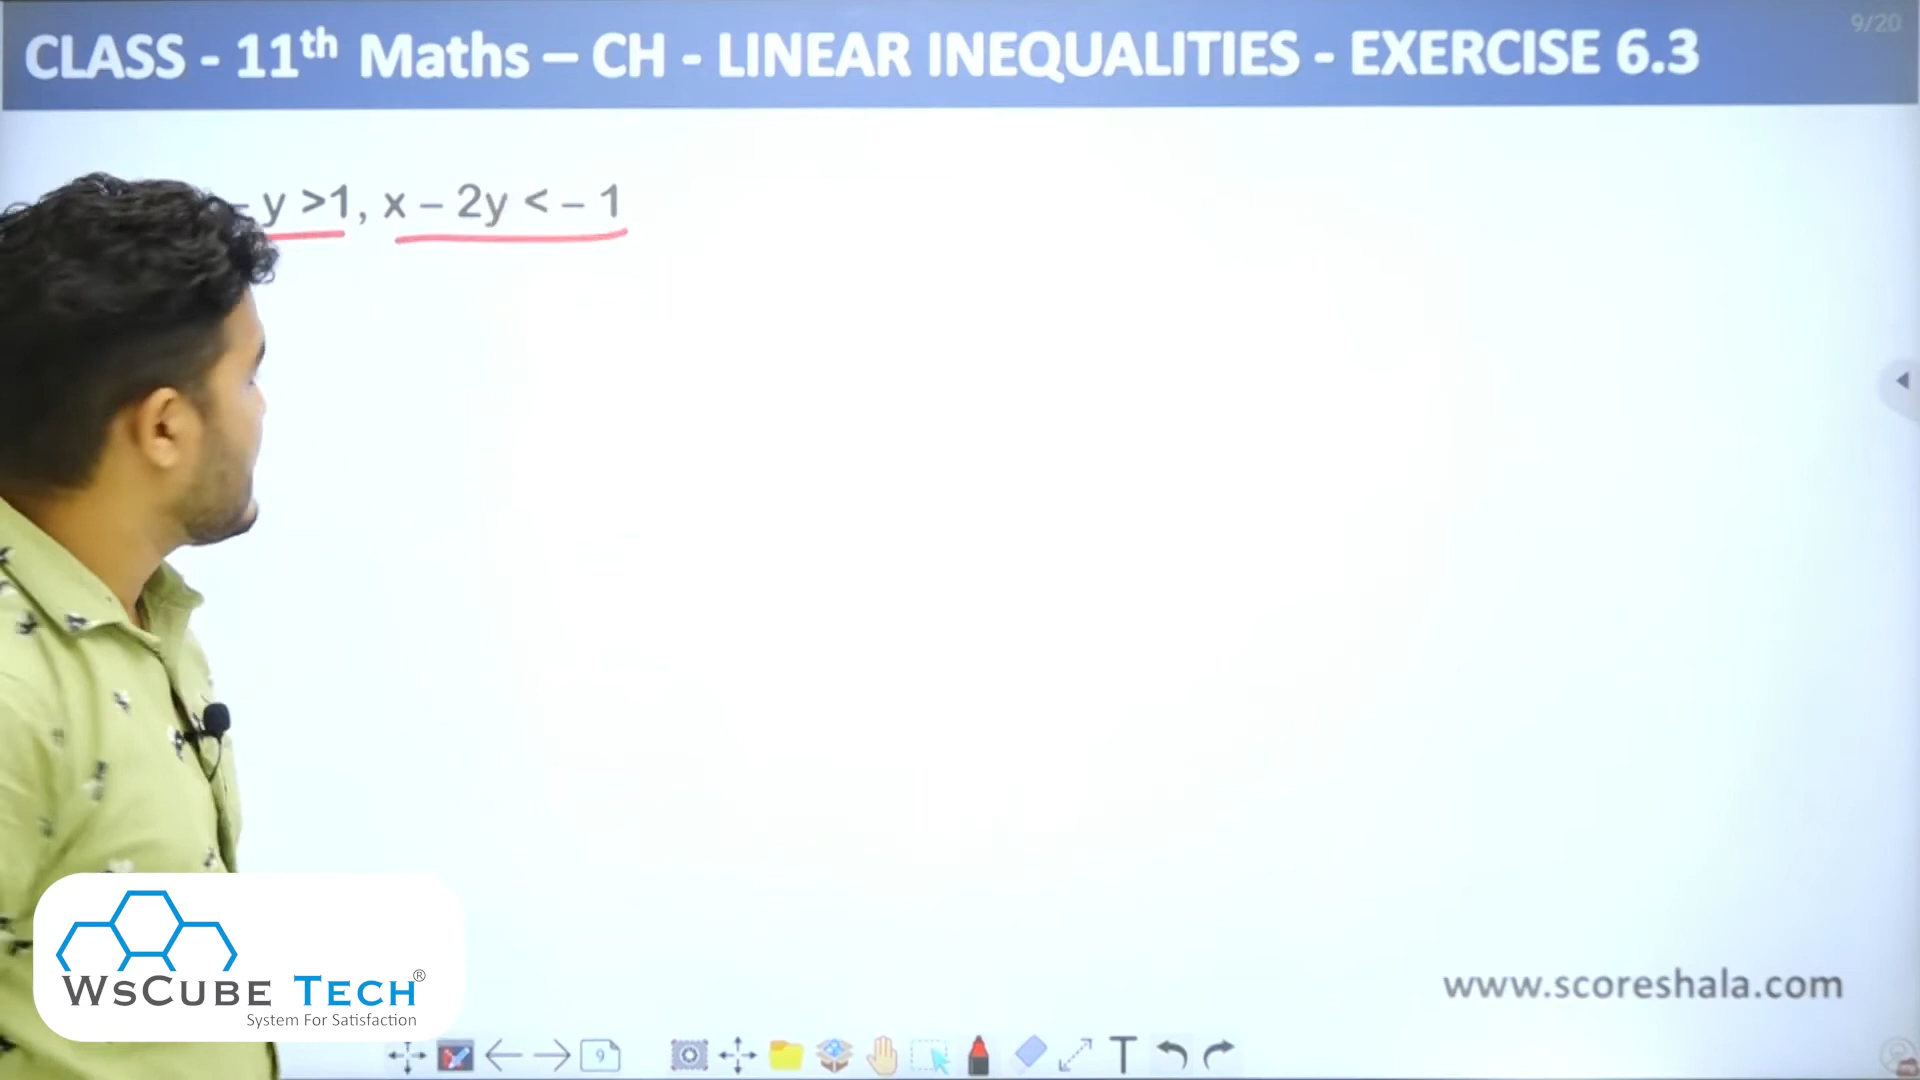 9/20
CLASS - 11th Maths – CH - LINEAR INEQUALITIES - EXERCISE 6.3
– y >1, x – 2y < – 1
WSCUBE TECH®
System For Satisfaction
www.scoreshala.com
9
T